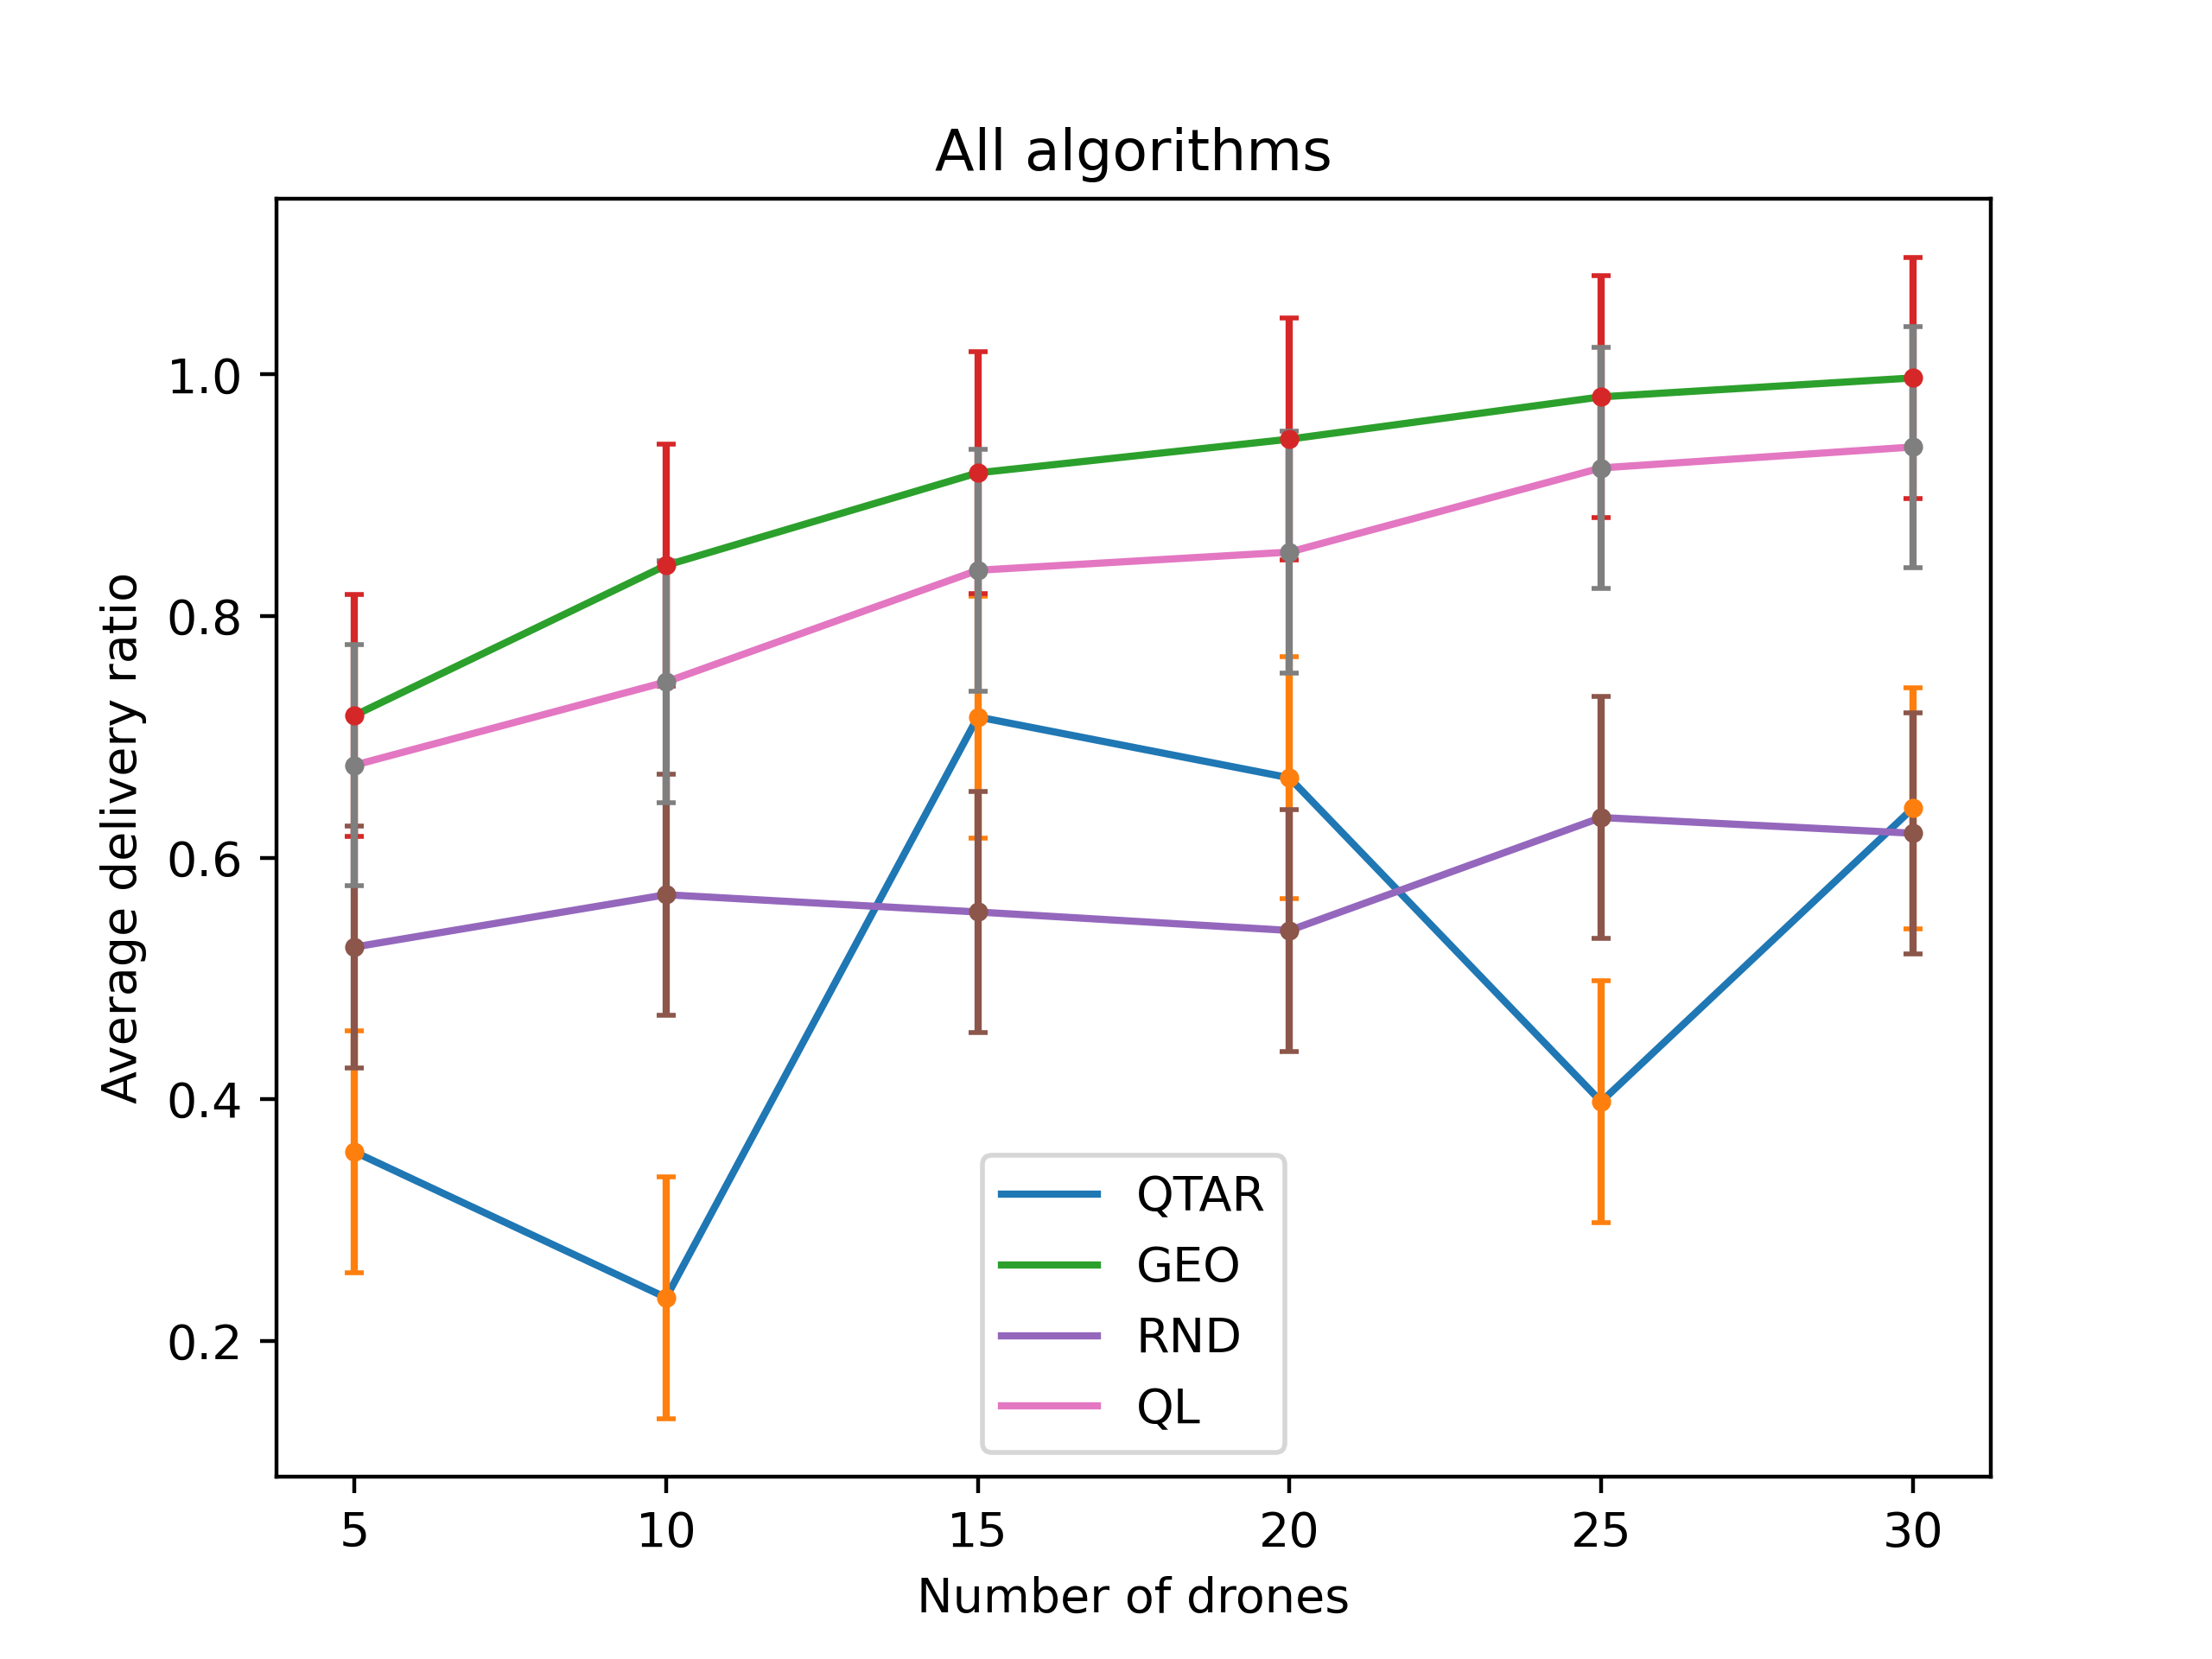 All algorithms
Average delivery ratio
1.0
0.8
0.6
0.4
0.2
QTAR
GEO
RND
QL
5 10 15 20 25 30
Number of drones